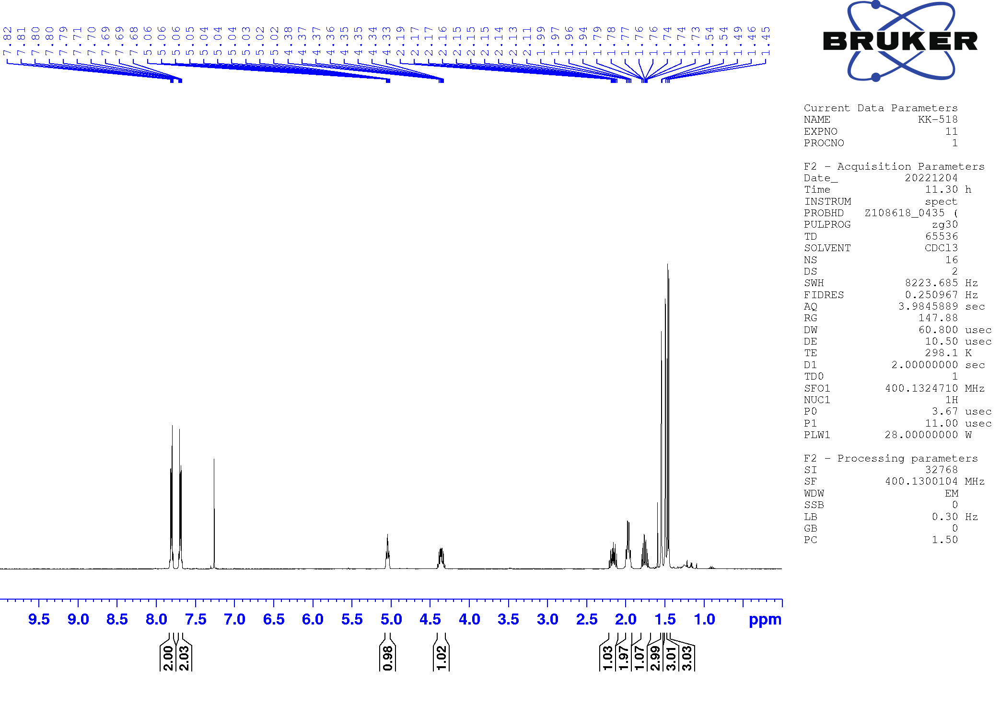 7.82 7.81 7.80 7.80 7.79 7.71 7.70 7.69 7.69 7.68 5.06 5.06 5.06 5.05 5.04 5.04 5.04 5.03 5.02 5.02 4.38 4.37 4.37 4.36 4.35 4.35 4.34 4.33 2.19 2.17 2.17 2.16 2.15 2.15 2.15 2.14 2.13 2.11 1.99 1.97 1.96 1.94 1.79 1.78 1.77 1.76 1.76 1.74 1.74 1.73 1.54 1.54 1.49 1.46 1.45
BRUKER
Current Data Parameters
NAME KK-518
EXPNO 11
PROCNO 1
F2 - Acquisition Parameters
Date_ 20221204
Time 11.30 h
INSTRUM spect
PROBHD Z108618_0435 (
PULPROG zg30
TD 65536
SOLVENT CDCl3
NS 16
DS 2
SWH 8223.685 Hz
FIDRES 0.250967 Hz
AQ 3.9845889 sec
RG 147.88
DW 60.800 usec
DE 10.50 usec
TE 298.1 K
D1 2.00000000 sec
TD0 1
SFO1 400.1324710 MHz
NUC1 1H
P0 3.67 usec
P1 11.00 usec
PLW1 28.00000000 W
F2 - Processing parameters
SI 32768
SF 400.1300104 MHz
WDW EM
SSB 0
LB 0.30 Hz
GB 0
PC 1.50
9.5 9.0 8.5 8.0 7.5 7.0 6.5 6.0 5.5 5.0 4.5 4.0 3.5 3.0 2.5 2.0 1.5 1.0 ppm
2.00 2.03 0.98 1.02 1.03 1.97 1.07 2.99 3.01 3.03